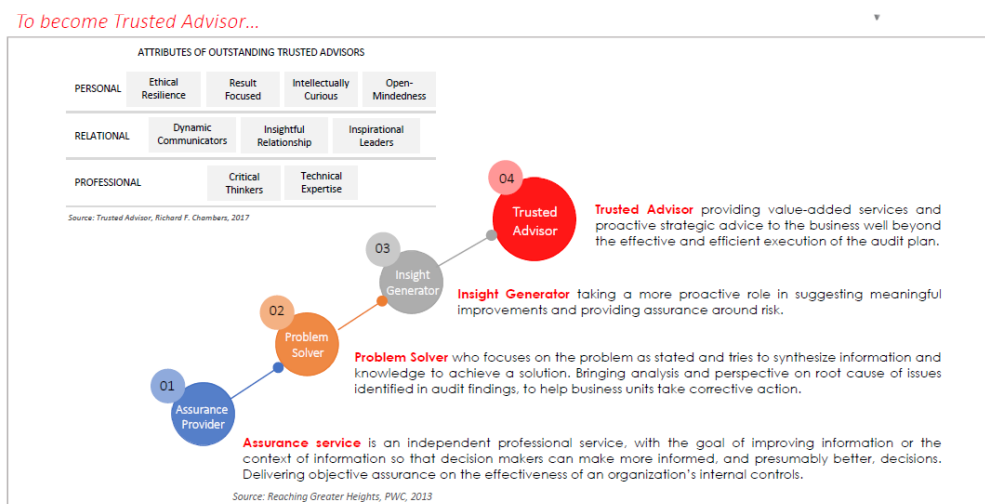 To become Trusted Advisor...
ATTRIBUTES OF OUTSTANDING TRUSTED ADVISORS
PERSONAL
Ethical
Resilience
Result
Focused
Intellectually
Curious
Open-
Mindedness
RELATIONAL
Dynamic
Communicators
Insightful
Relationship
Inspirational
Leaders
PROFESSIONAL
Critical
Thinkers
Technical
Expertise
Source: Trusted Advisor, Richard F. Chambers, 2017
04
Trusted
Advisor
Trusted Advisor providing value-added services and
proactive strategic advice to the business well beyond
the effective and efficient execution of the audit plan.
03
Insight
Generator
Insight Generator taking a more proactive role in suggesting meaningful
improvements and providing assurance around risk.
02
Problem
Solver
Problem Solver who focuses on the problem as stated and tries to synthesize information and
knowledge to achieve a solution. Bringing analysis and perspective on root cause of issues
identified in audit findings, to help business units take corrective action.
01
Assurance
Provider
Assurance service is an independent professional service, with the goal of improving information or the
context of information so that decision makers can make more informed, and presumably better, decisions.
Delivering objective assurance on the effectiveness of an organization's internal controls.
Source: Reaching Greater Heights, PWC, 2013